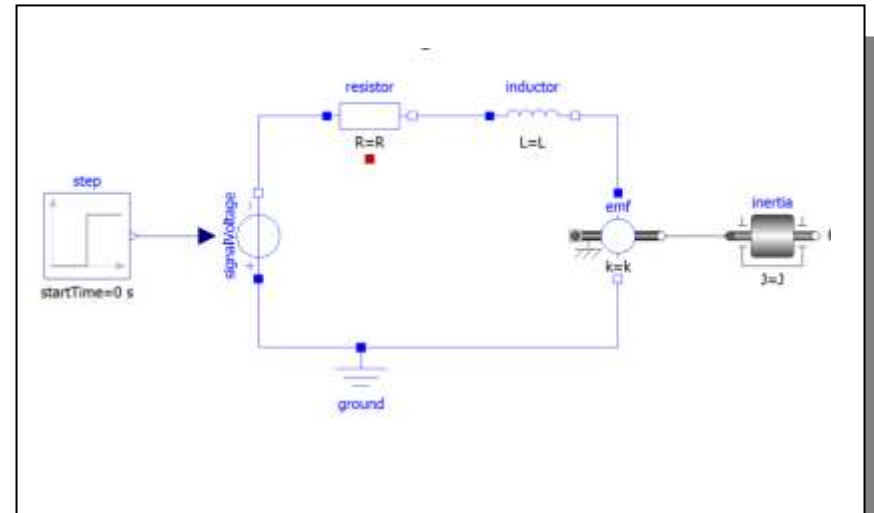 resistor
inductor
R=R
L=L
step
signalVoltage
- +
emf
inertia
k=k
J=J
startTime=0 s
ground